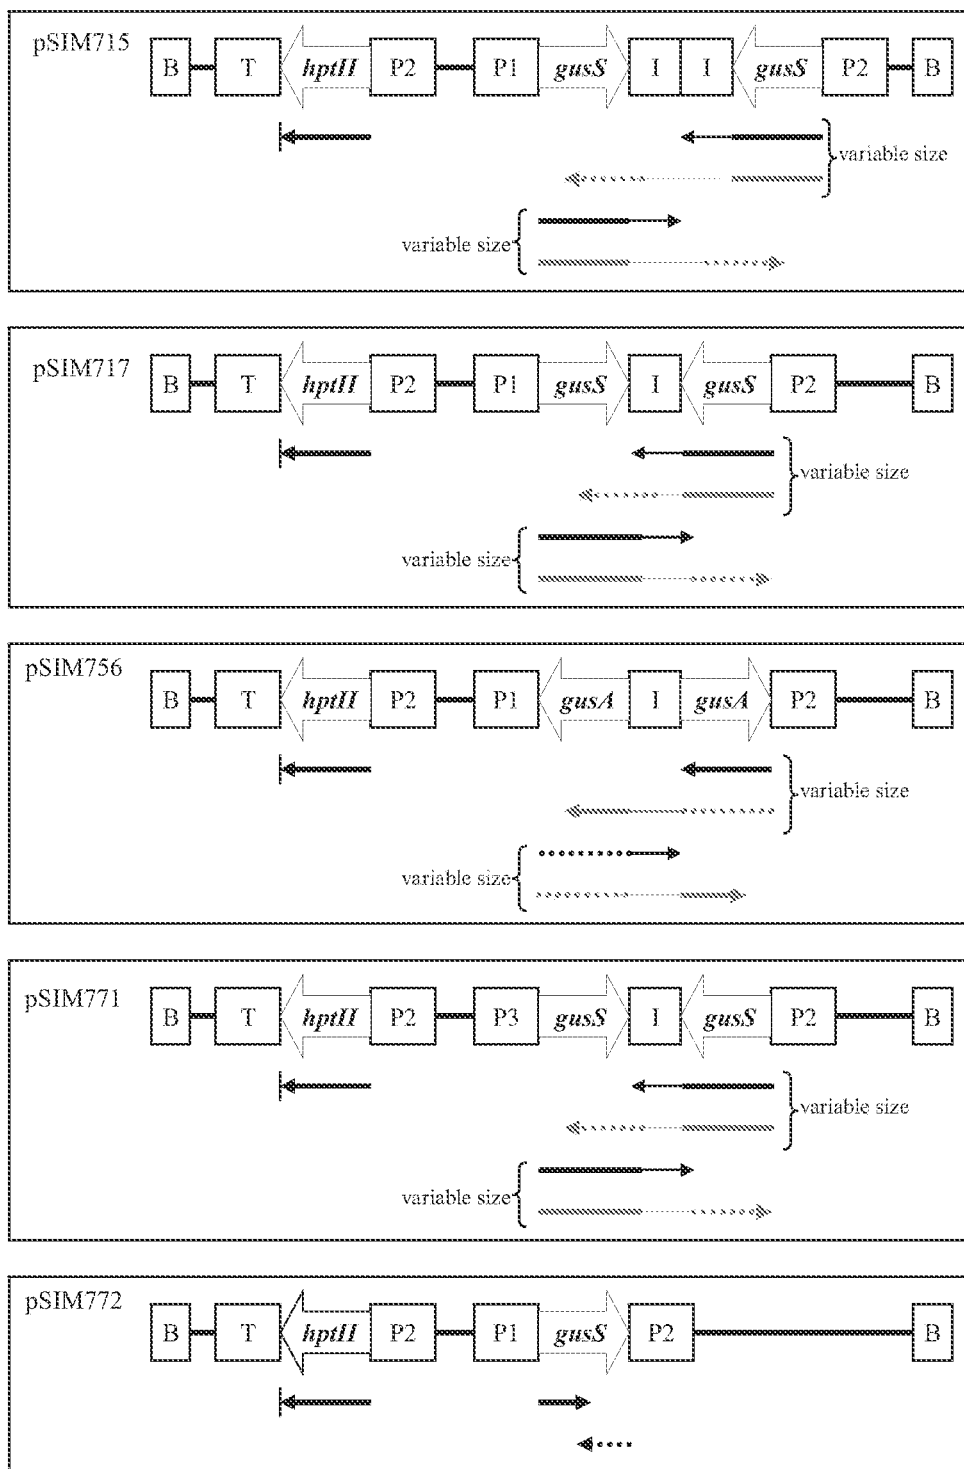 pSIM715
B T hptII P2 P1 gusS I I gusS P2 B
variable size
variable size
pSIM717
B T hptII P2 P1 gusS I gusS P2 B
variable size
variable size
pSIM756
B T hptII P2 P1 gusA I gusA P2 B
variable size
variable size
pSIM771
B T hptII P2 P3 gusS I gusS P2 B
variable size
variable size
pSIM772
B T hptII P2 P1 gusS P2 B